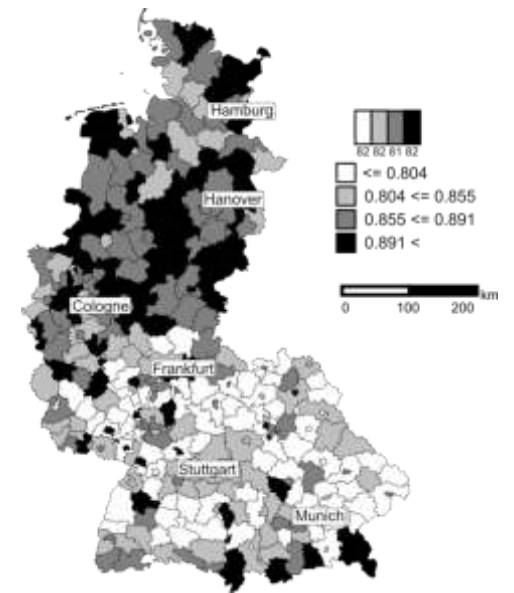 Hamburg
Hanover
Cologne
Frankfurt
Stuttgart
Munich
82 82 81 82
<= 0.804
0.804 <= 0.855
0.855 <= 0.891
0.891 <
km
0 100 200